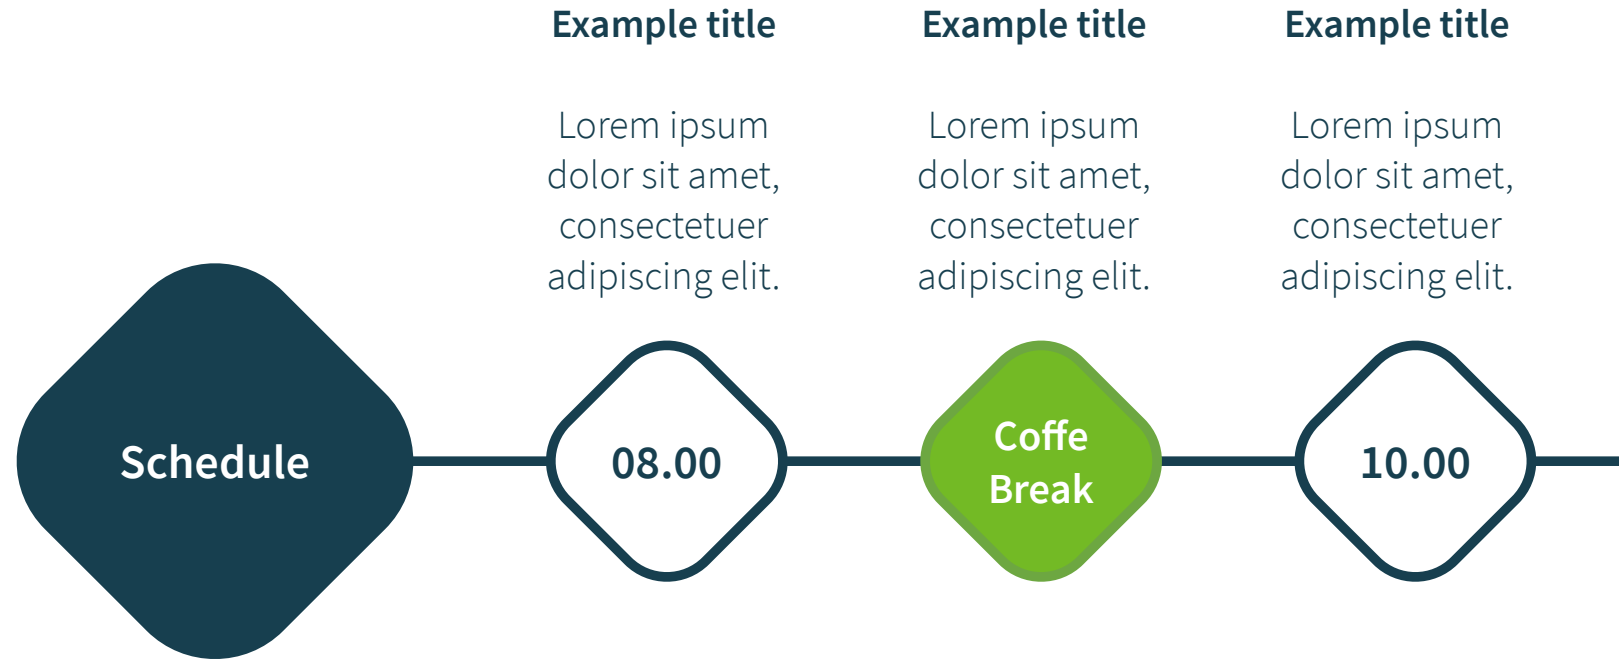 Example title
Lorem ipsum
dolor sit amet,
consectetuer
adipiscing elit.
Example title
Lorem ipsum
dolor sit amet,
consectetuer
adipiscing elit.
Example title
Lorem ipsum
dolor sit amet,
consectetuer
adipiscing elit.
Schedule
08.00
Coffe
Break
10.00